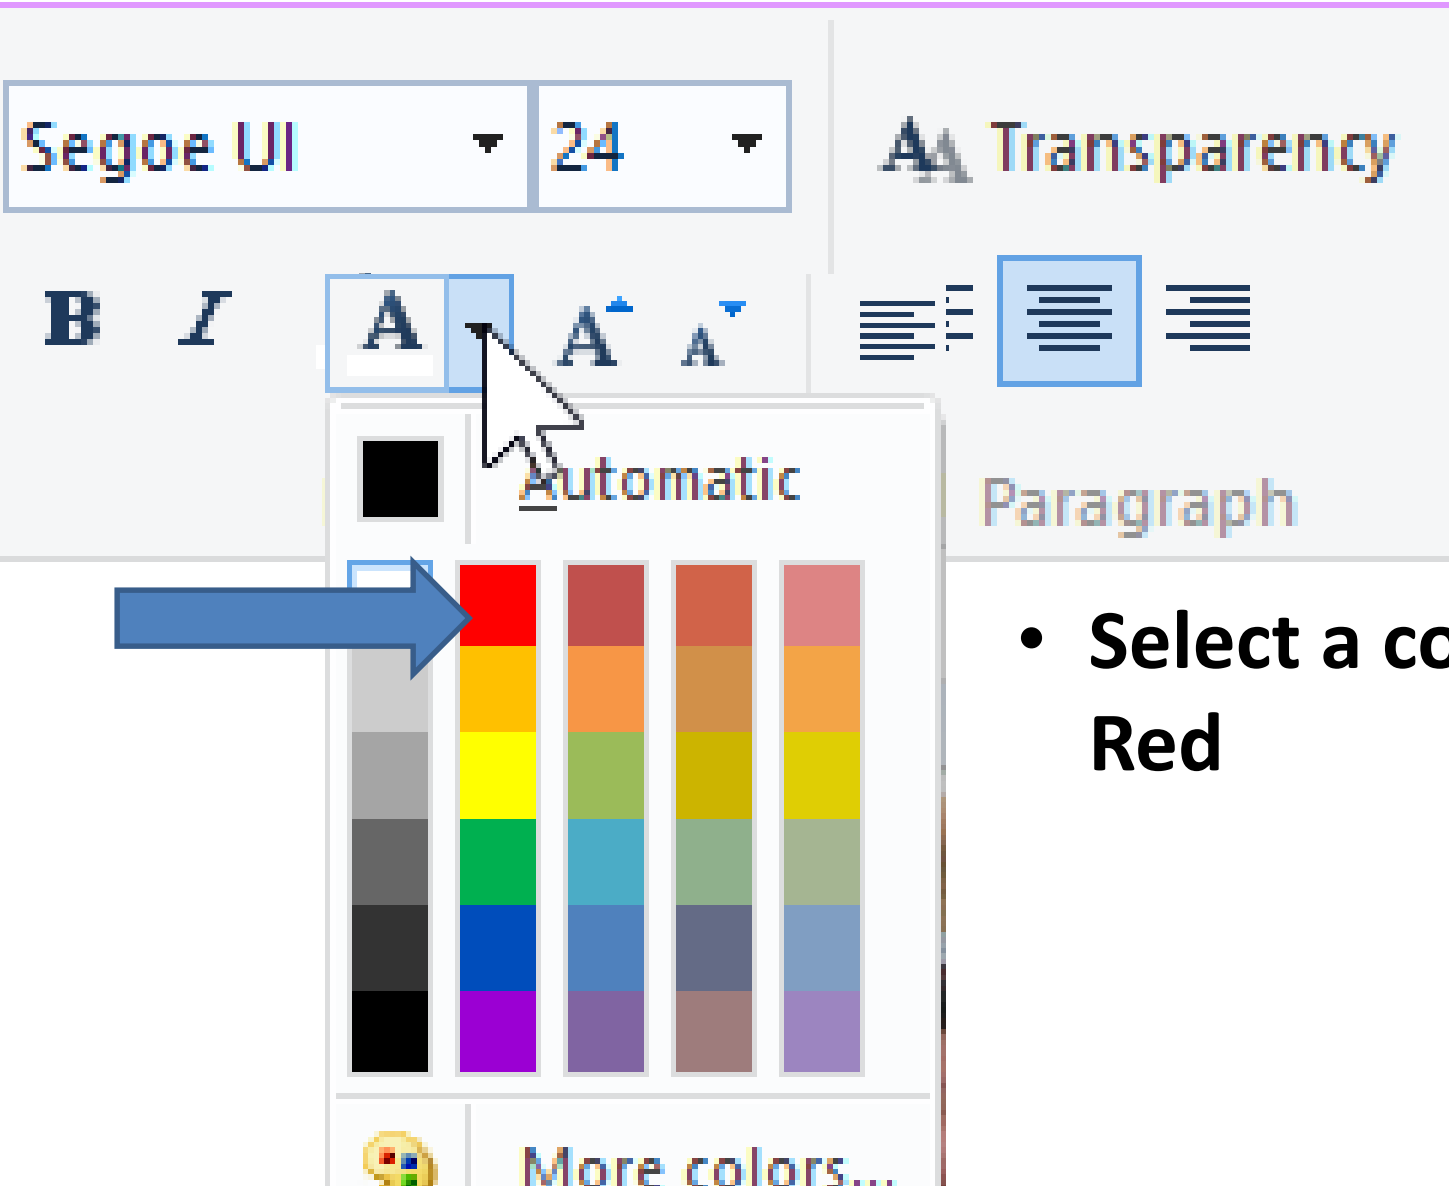 Segoe UI 24 Transparency
B I A A A
Automatic
Paragraph
• Select a co
Red
More colors...